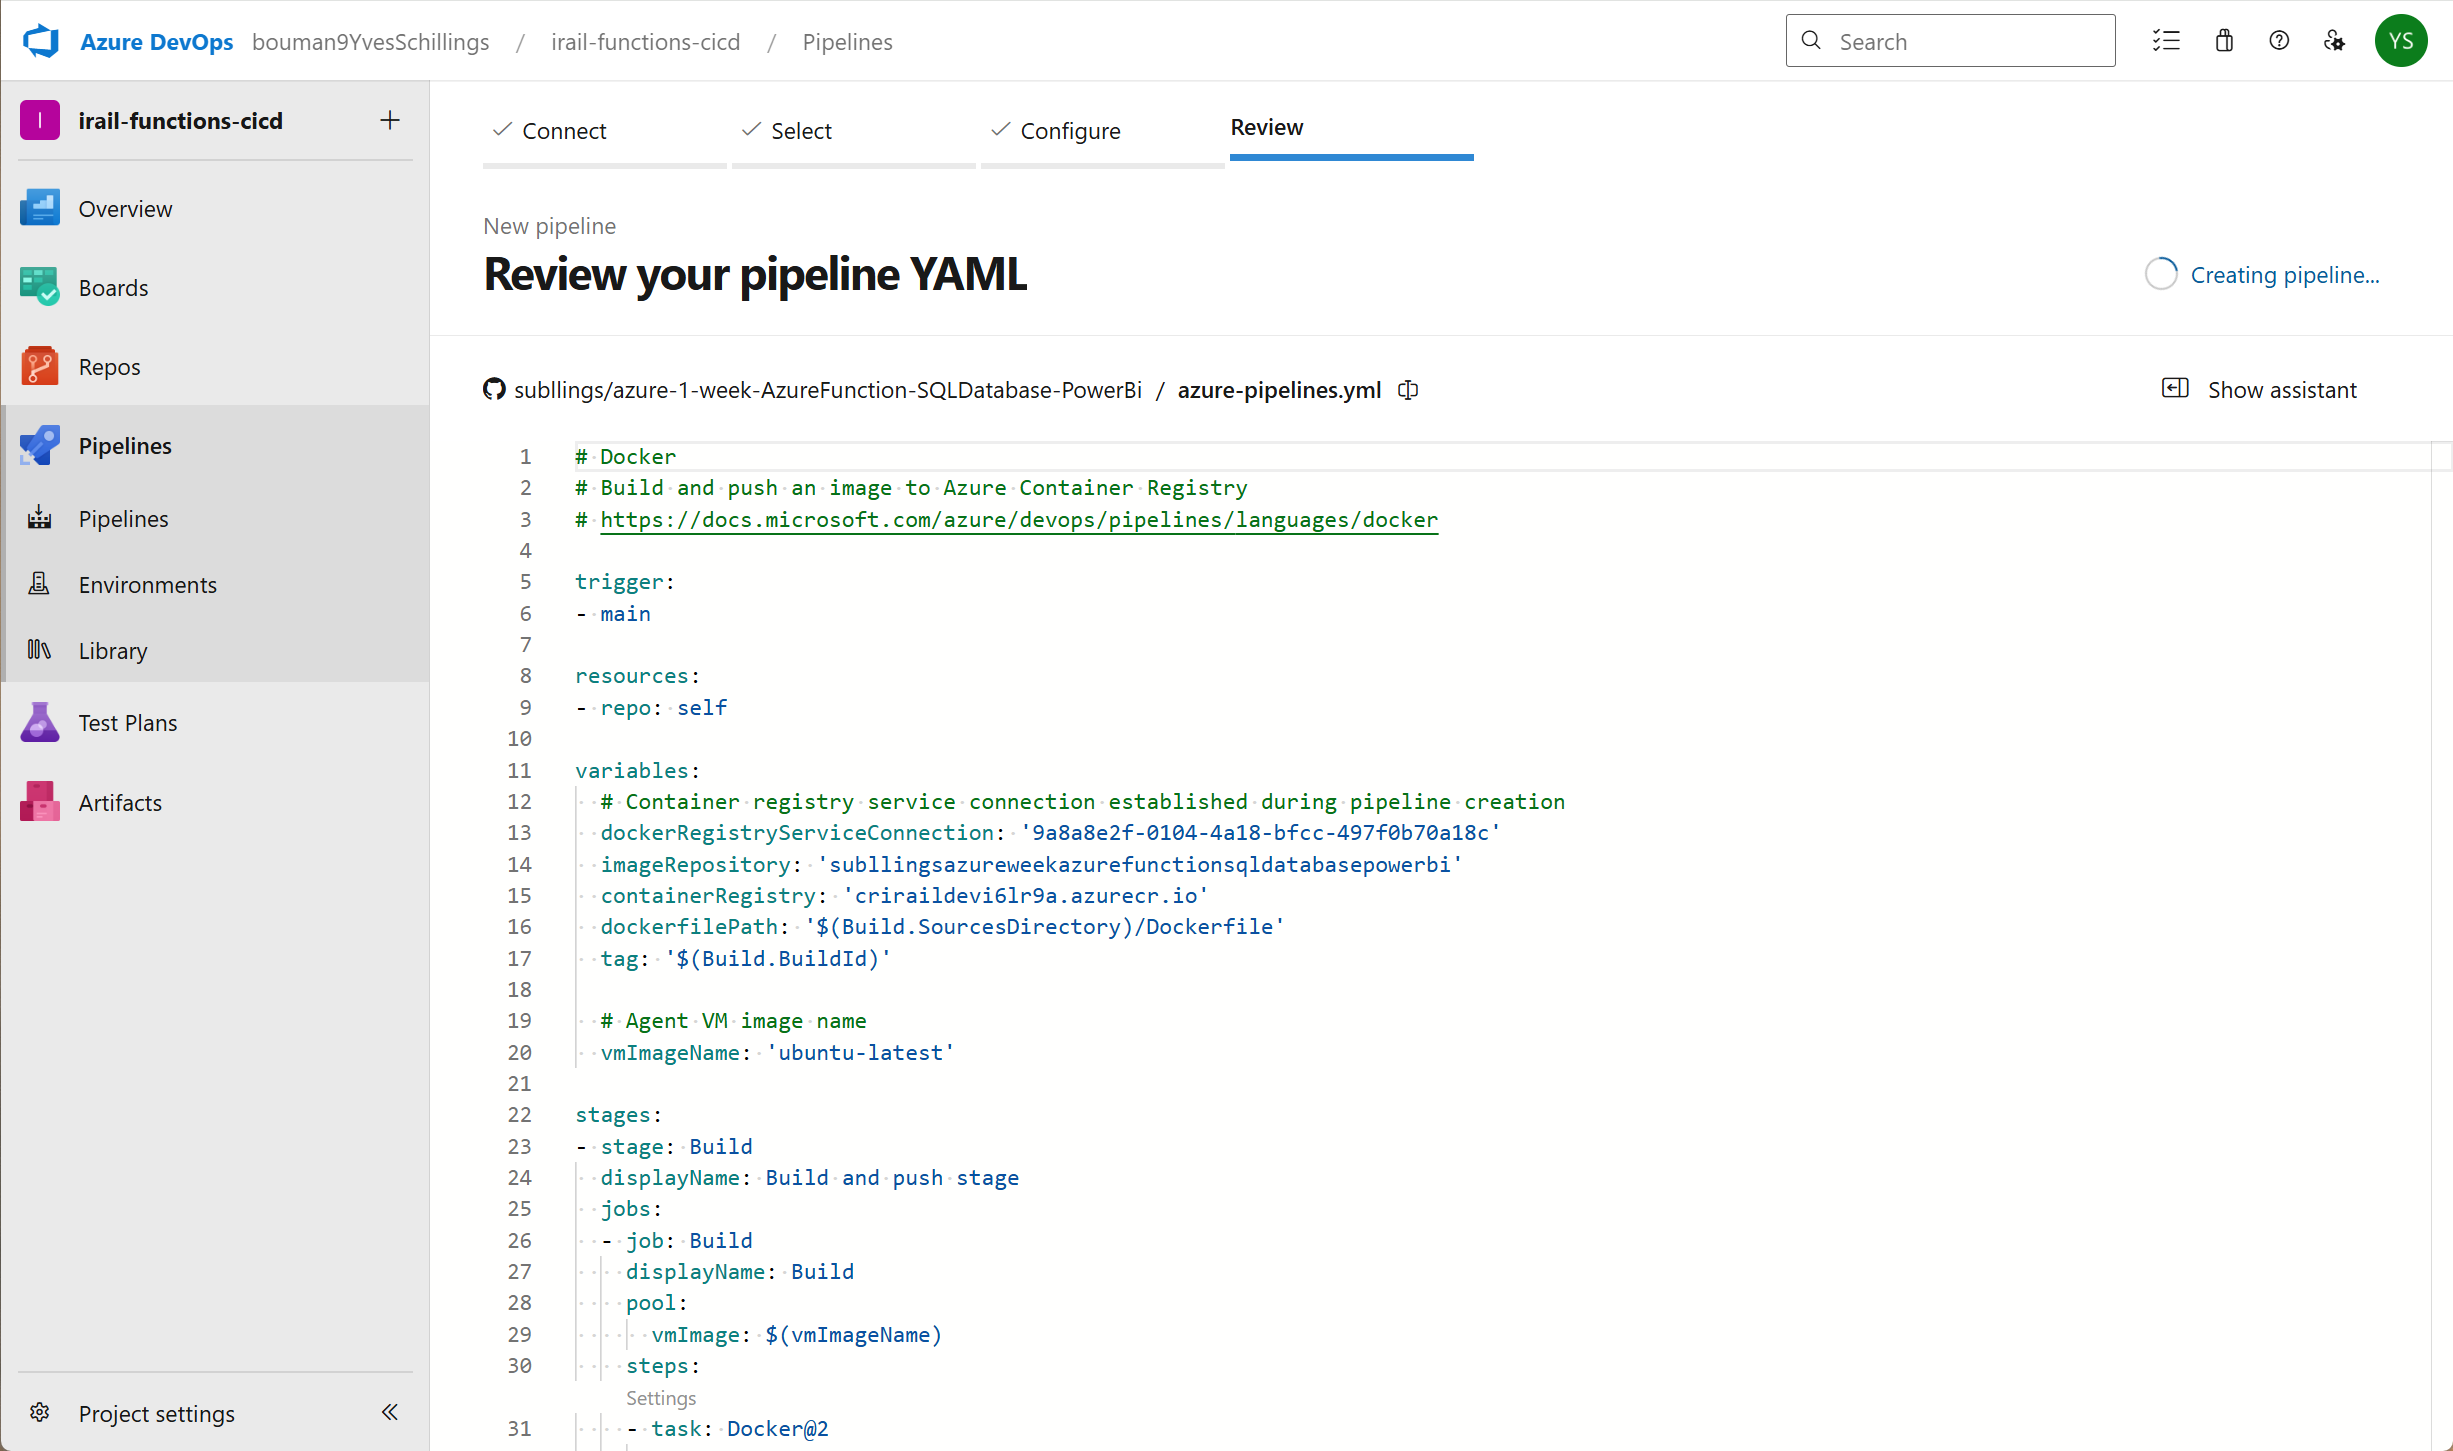 Azure DevOps bouman9YvesSchillings / irail-functions-cicd / Pipelines
Search
YS
I irail-functions-cicd
Overview
Boards
Repos
Pipelines
Pipelines
Environments
Library
Test Plans
Artifacts
Project settings
Connect Select Configure Review
New pipeline
Review your pipeline YAML
Creating pipeline...
subllings/azure-1-week-AzureFunction-SQLDatabase-PowerBi / azure-pipelines.yml
Show assistant
1 # Docker
2 # Build and push an image to Azure Container Registry
3 # https://docs.microsoft.com/azure/devops/pipelines/languages/docker
4
5 trigger:
6 - main
7
8 resources:
9 - repo: self
10
11 variables:
12 # Container registry service connection established during pipeline creation
13 dockerRegistryServiceConnection: '9a8a8e2f-0104-4a18-bfcc-497f0b70a18c'
14 imageRepository: 'subllingsazureweekazurefunctionsqldatabasepowerbi'
15 containerRegistry: 'criraildevi6lr9a.azurecr.io'
16 dockerfilePath: '$(Build.SourcesDirectory)/Dockerfile'
17 tag: '$(Build.BuildId)'
18
19 # Agent VM image name
20 vmImageName: 'ubuntu-latest'
21
22 stages:
23 - stage: Build
24 displayName: Build and push stage
25 jobs:
26 - job: Build
27 displayName: Build
28 pool:
29 vmImage: $(vmImageName)
30 steps:
Settings
31 - task: Docker@2